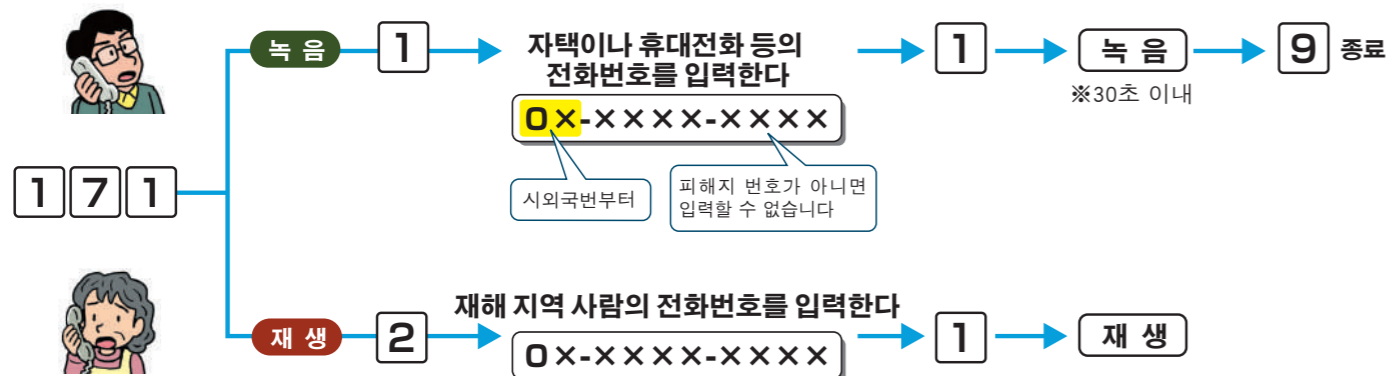 171
녹음
1
자택이나 휴대전화 등의
전화번호를 입력한다
0×-××××-××××
시외국번부터
피해지 번호가 아니면
입력할 수 없습니다
1
녹음
※30초 이내
9 종료
재생
2
재해 지역 사람의 전화번호를 입력한다
0×-××××-××××
1
재생